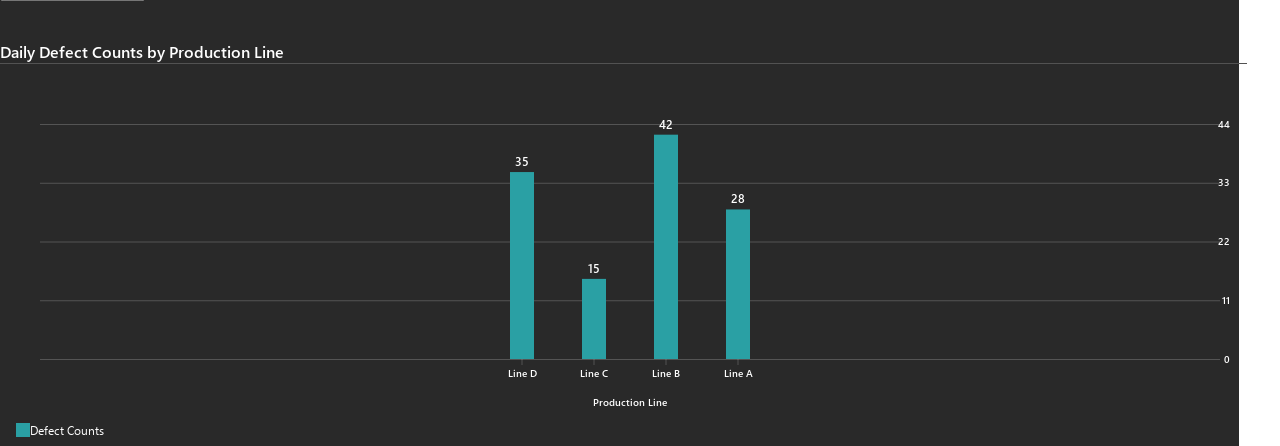 Daily Defect Counts by Production Line
44
42
35
33
28
22
15
11
0
Line D Line C Line B Line A
Production Line
Defect Counts